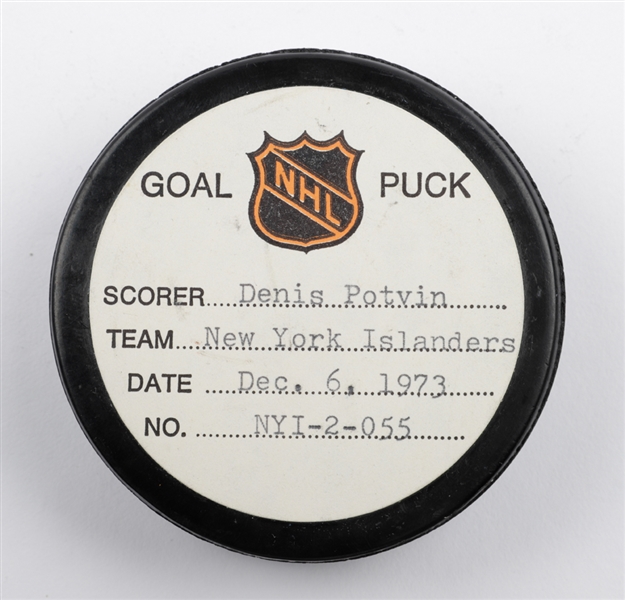 GOAL NHL PUCK
SCORER Denis Potvin
TEAM New York Islanders
DATE Dec. 6, 1973
NO. NYI-2-055